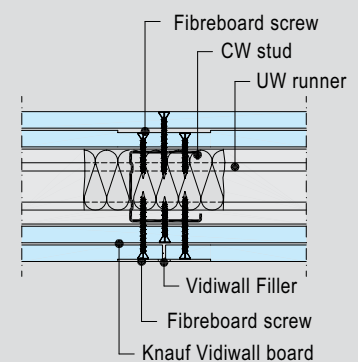 Fibreboard screw
CW stud
UW runner
Vidiwall Filler
Fibreboard screw
Knauf Vidiwall board